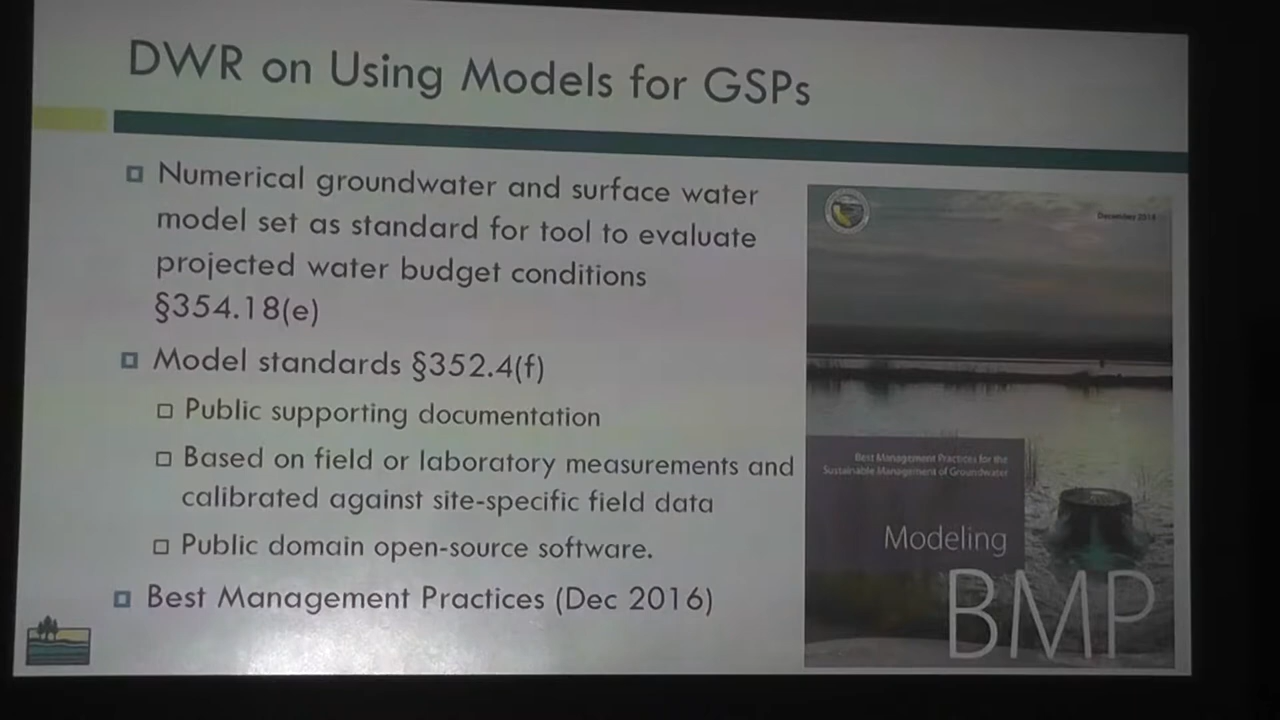 DWR on Using Models for GSPs
Numerical groundwater and surface water
model set as standard for tool to evaluate
projected water budget conditions
§354.18(e)
Model standards §352.4(f)
Public supporting documentation
Based on field or laboratory measurements and
calibrated against site-specific field data
Public domain open-source software.
Best Management Practices (Dec 2016)
December 2016
Best Management Practices for the
Sustainable Management of Groundwater
Modeling
BMP